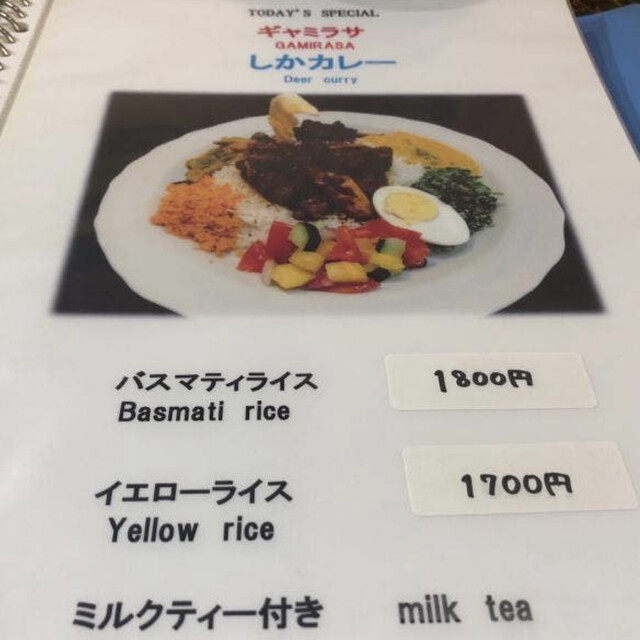 TODAY'S SPECIAL
ギャミラサ
GAMIRASA
しかカレー
Deer curry
バスマティライス 1800円
Basmati rice
イエローライス 1700円
Yellow rice
ミルクティー付き milk tea